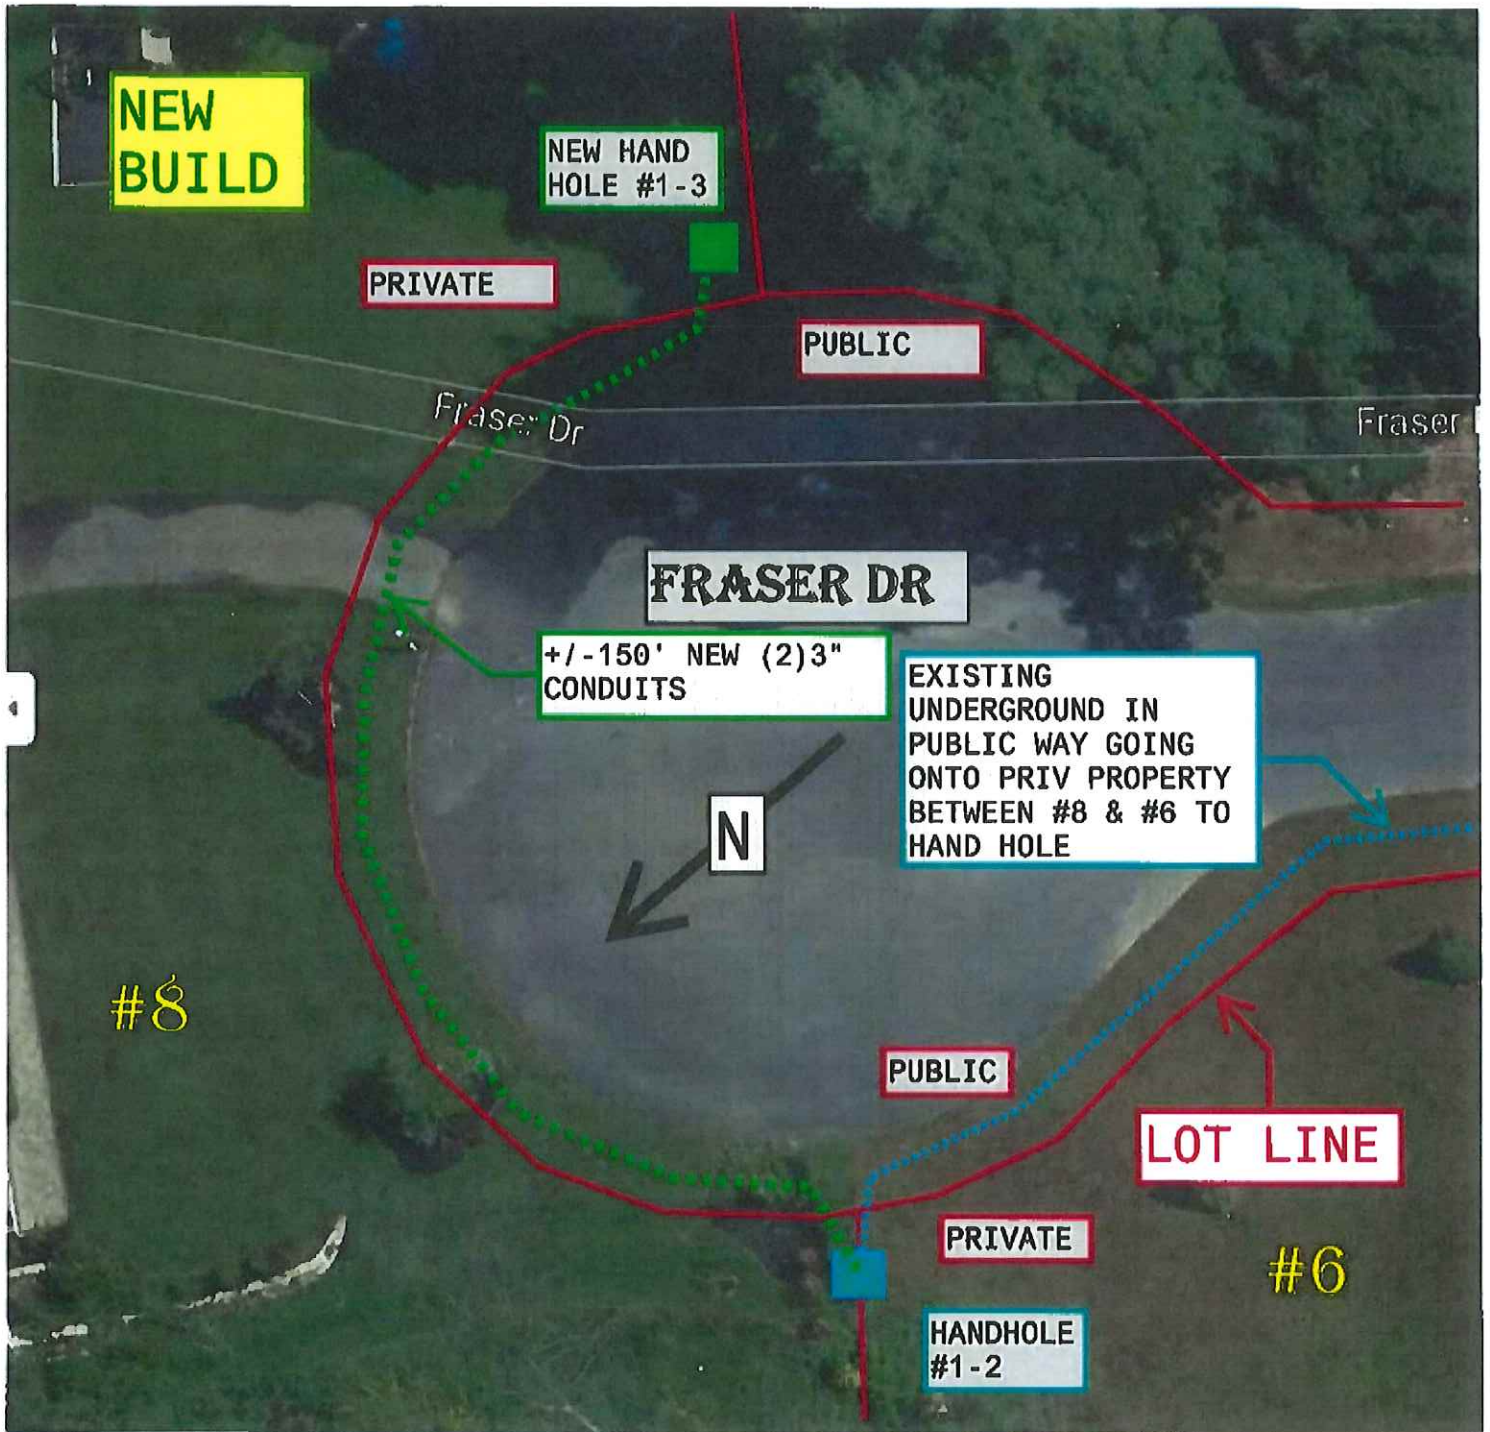 NEW
BUILD
NEW HAND
HOLE #1-3
PRIVATE
PUBLIC
Fraser Dr
Fraser
FRASER DR
+/-150' NEW (2)3"
CONDUITS
EXISTING
UNDERGROUND IN
PUBLIC WAY GOING
ONTO PRIV PROPERTY
BETWEEN #8 & #6 TO
HAND HOLE
N
#8
PUBLIC
LOT LINE
PRIVATE
#6
HANDHOLE
#1-2